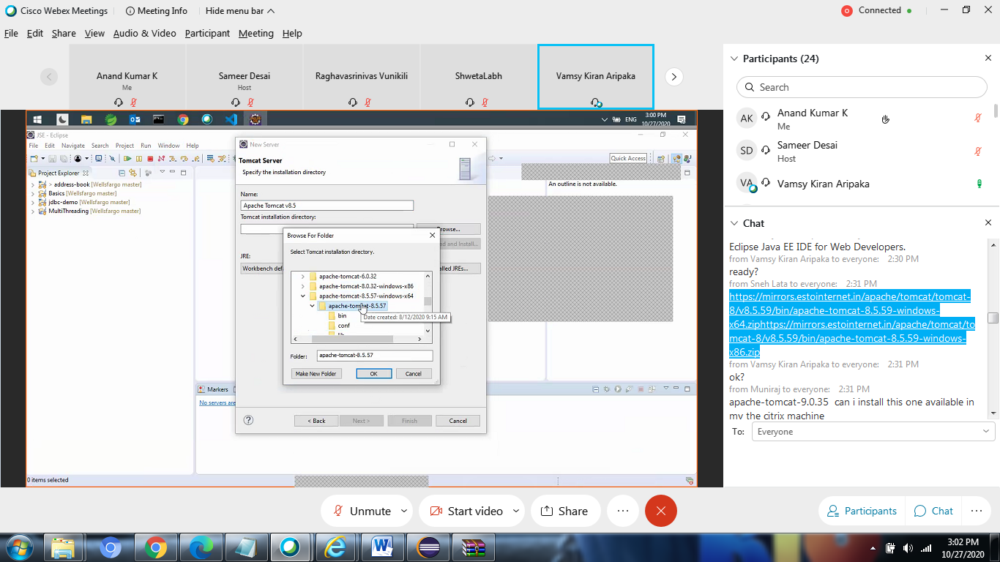 Cisco Webex Meetings Meeting Info Hide menu bar Connected
File Edit Share View Audio & Video Participant Meeting Help
Anand Kumar K
Me
Sameer Desai
Host
Raghavasrinivas Vunikili
ShwetaLabh
Vamsy Kiran Aripaka
ENG
3:00 PM
10/27/2020
JSE - Eclipse
File Edit Navigate Search Project Run Window Help
Quick Access
Project Explorer
> address-book [Wellsfargo master]
Basics [Wellsfargo master]
jdbc-demo [Wellsfargo master]
MultiThreading [Wellsfargo master]
New Server
Tomcat Server
Specify the installation directory
Name:
Apache Tomcat v8.5
Tomcat installation directory:
Browse...
JRE:
Workbench
An outline is not available.
Browse For Folder
Select Tomcat installation directory.
apache-tomcat-6.0.32
apache-tomcat-8.0.32-windows-x86
apache-tomcat-8.5.57-windows-x64
apache-tomcat-8.5.57
bin
Date created: 8/12/2020 9:15 AM
conf
Folder: apache-tomcat-8.5.57
Make New Folder OK Cancel
Markers
No servers are
< Back Next > Finish Cancel
0 items selected
Participants (24)
Search
AK Anand Kumar K
Me
SD Sameer Desai
Host
VA Vamsy Kiran Aripaka
Chat
Eclipse Java EE IDE for Web Developers.
from Vamsy Kiran Aripaka to everyone: 2:30 PM
ready?
from Sneh Lata to everyone: 2:31 PM
https://mirrors.estointernet.in/apache/tomcat/tomcat-
8/v8.5.59/bin/apache-tomcat-8.5.59-windows-
x64.ziphttps://mirrors.estointernet.in/apache/tomcat/to
mcat-8/v8.5.59/bin/apache-tomcat-8.5.59-windows-
x86.zip
from Vamsy Kiran Aripaka to everyone: 2:31 PM
ok?
from Muniraj to everyone: 2:31 PM
apache-tomcat-9.0.35 can i install this one available in
my the citrix machine
To: Everyone
Unmute Start video Share
Participants Chat
3:02 PM
10/27/2020